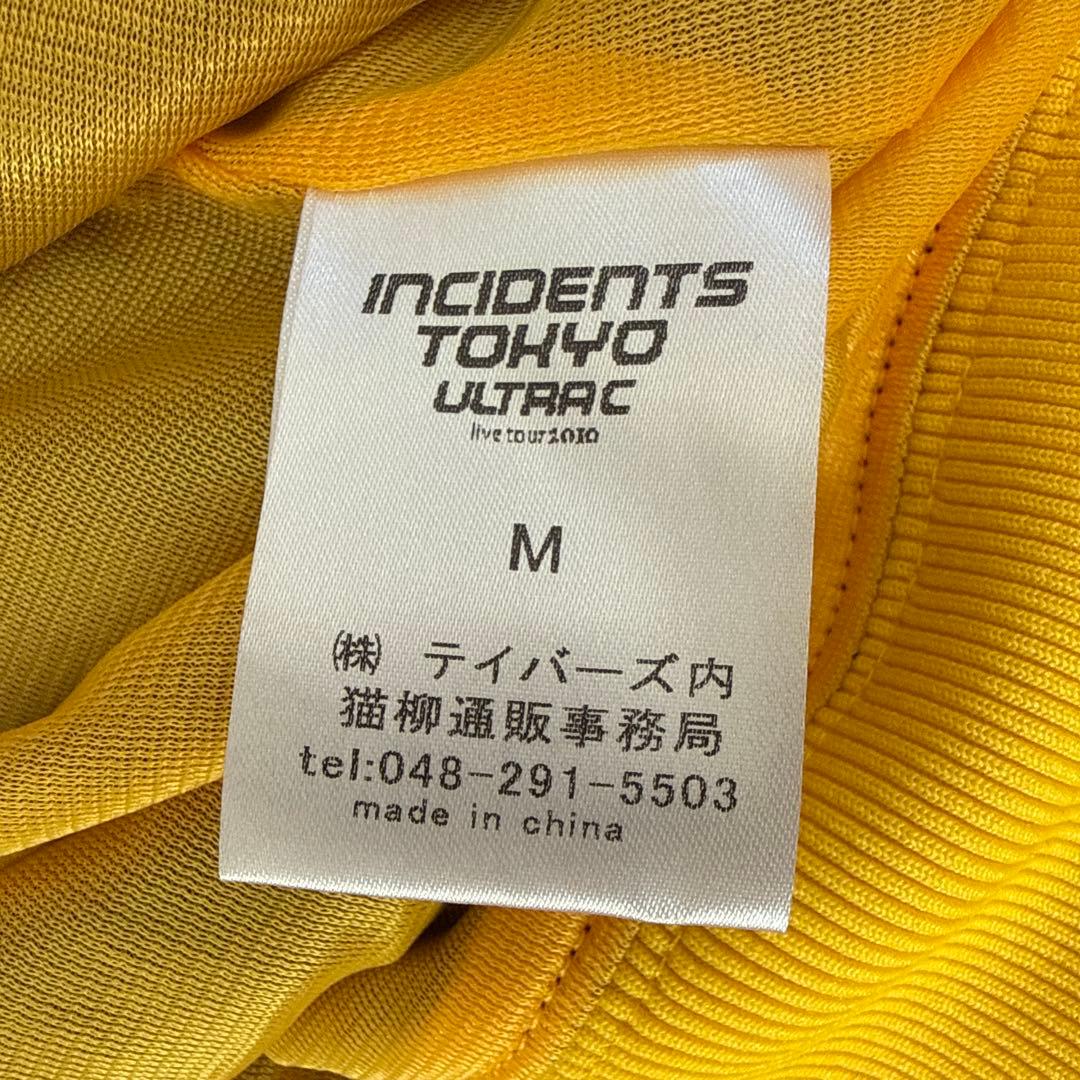 INCIDENTS
TOKYO
ULTRA C
live tour2010
M
㈱ テイバーズ内
猫柳通販事務局
tel:048-291-5503
made in china